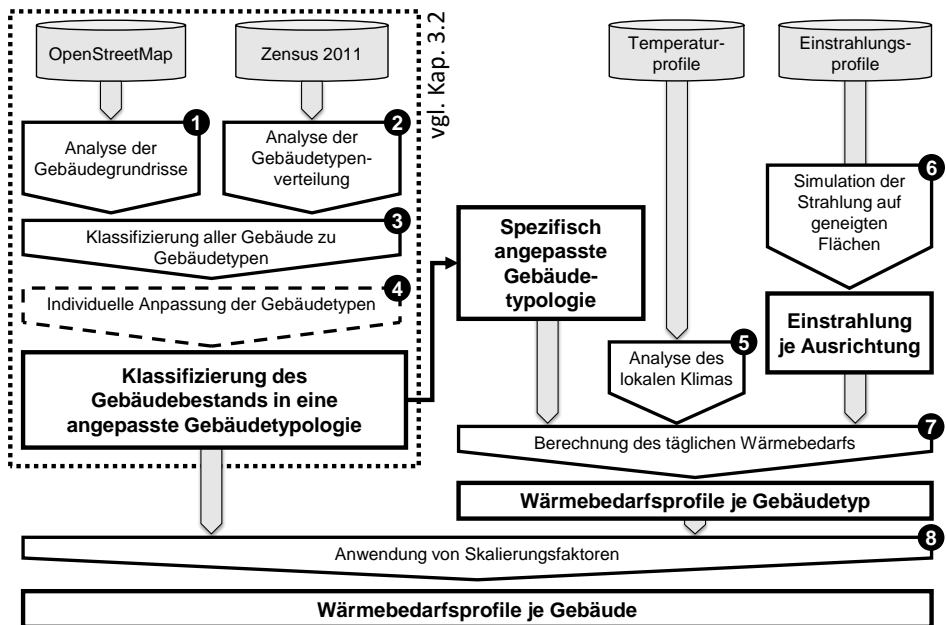 OpenStreetMap
Zensus 2011
vgl. Kap. 3.2
Temperatur-
profile
Einstrahlungs-
profile
1
Analyse der
Gebäudegrundrisse
2
Analyse der
Gebäudetypen-
verteilung
3
Klassifizierung aller Gebäude zu
Gebäudetypen
4
Individuelle Anpassung der Gebäudetypen
Klassifizierung des
Gebäudebestands in eine
angepasste Gebäudetypologie
Spezifisch
angepasste
Gebäude-
typologie
5
Analyse des
lokalen Klimas
6
Simulation der
Strahlung auf
geneigten
Flächen
Einstrahlung
je Ausrichtung
7
Berechnung des täglichen Wärmebedarfs
Wärmebedarfsprofile je Gebäudetyp
8
Anwendung von Skalierungsfaktoren
Wärmebedarfsprofile je Gebäude